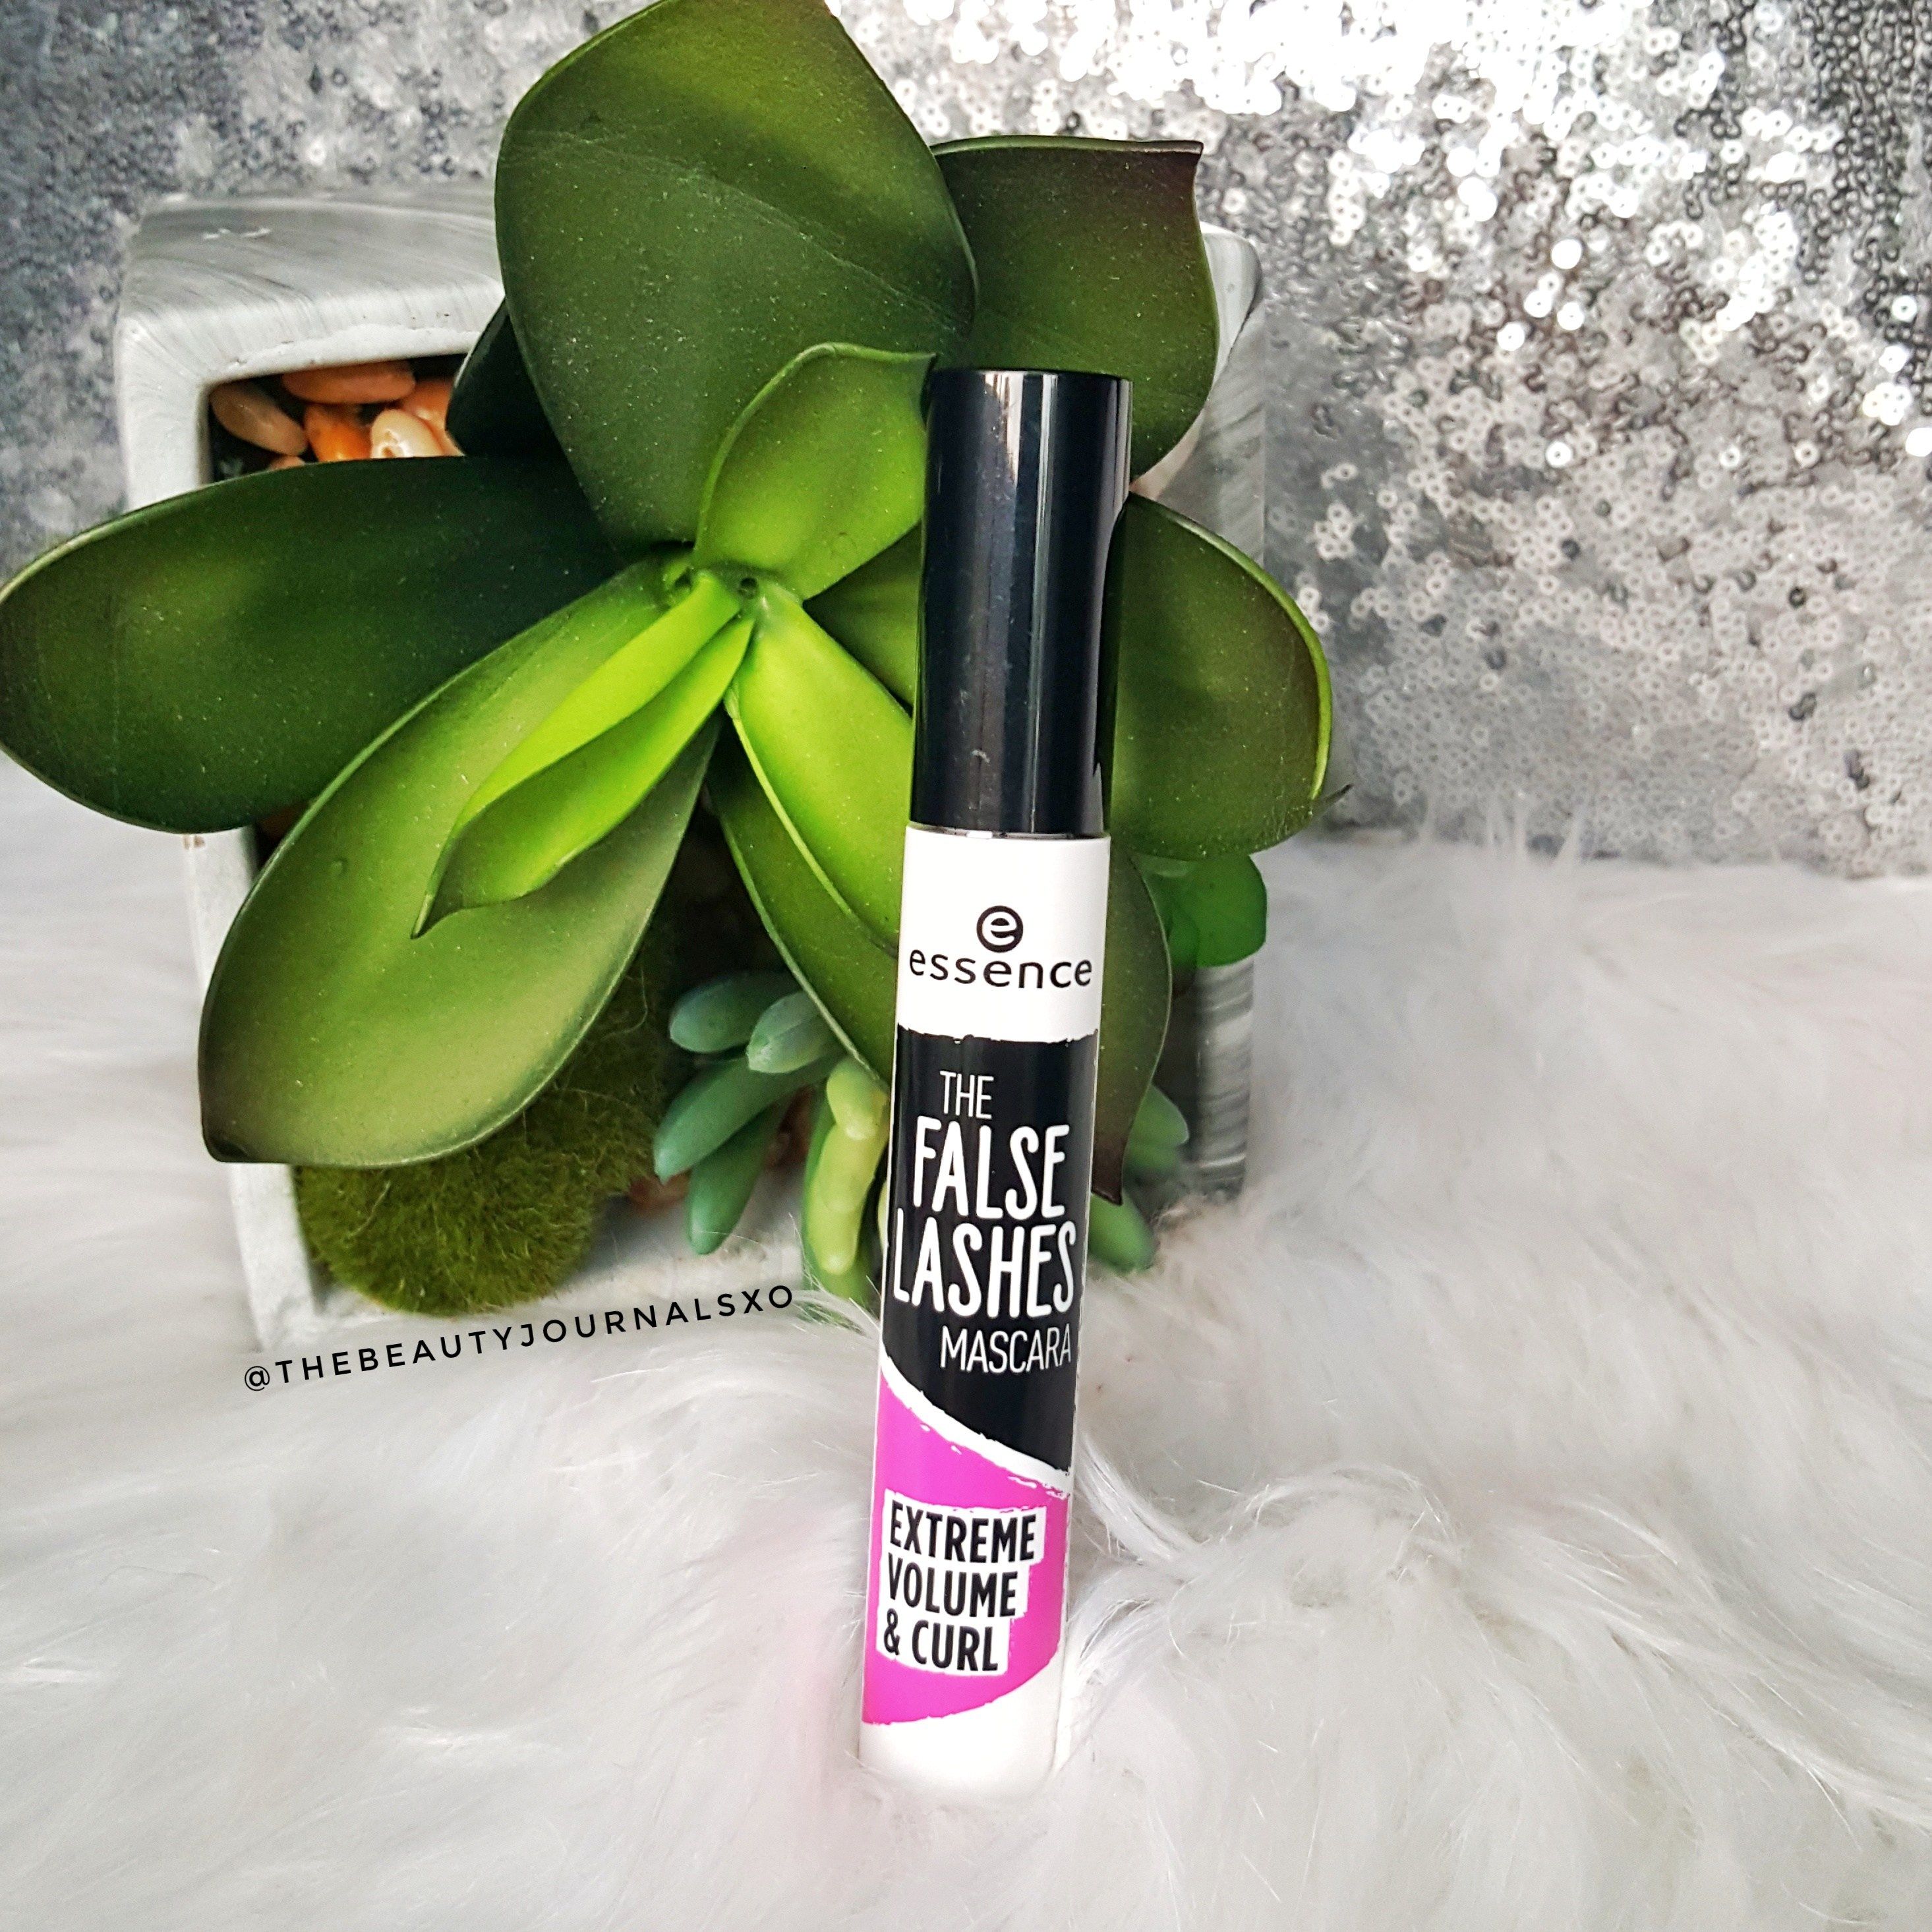 e
essence
THE
FALSE
LASHES
MASCARA
@THEBEAUTYJOURNALSXO
EXTREME
VOLUME
& CURL